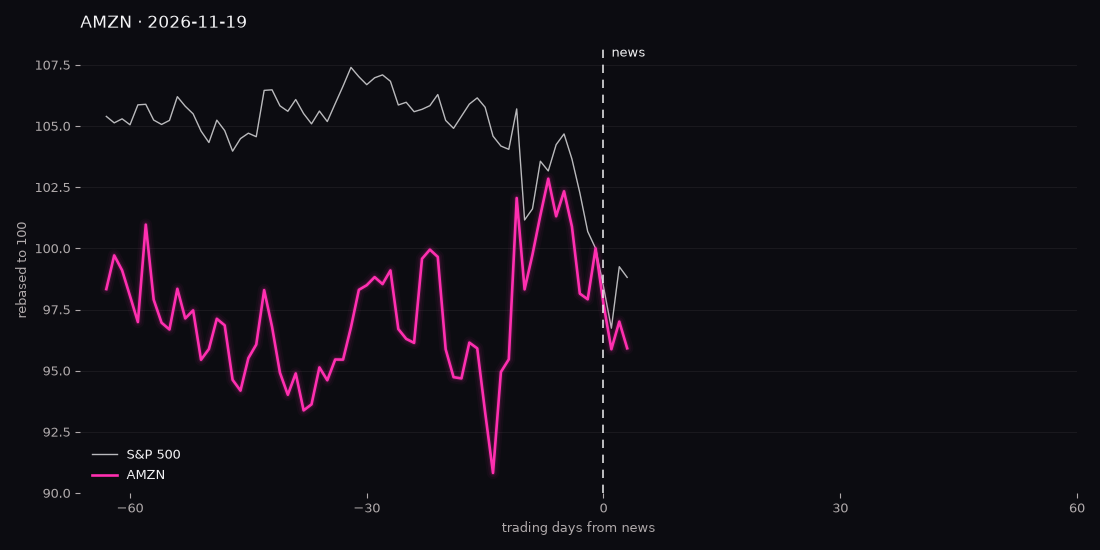 AMZN · 2026-11-19
news
107.5
105.0
102.5
100.0
97.5
95.0
92.5
90.0
rebased to 100
S&P 500
AMZN
−60
−30
0
30
60
trading days from news